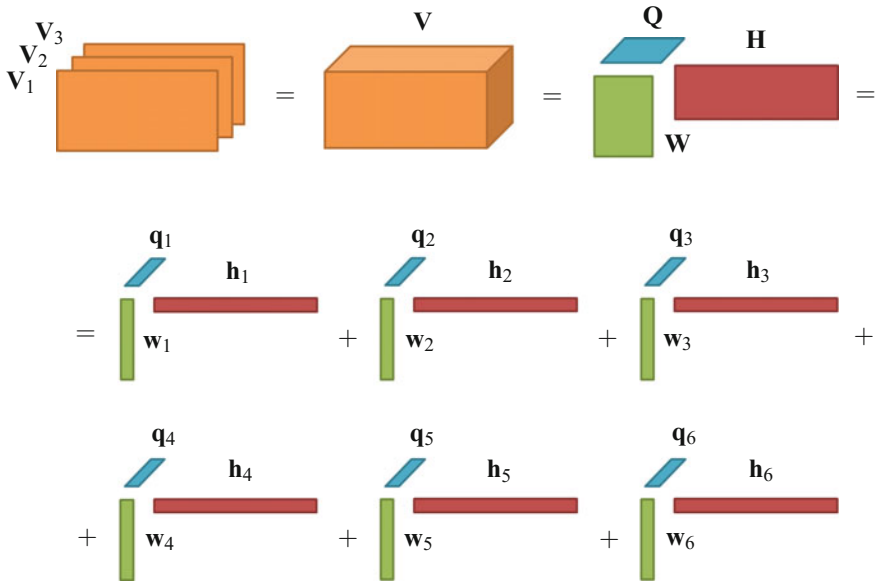 V₃ V Q
V₂ H
V₁
= = =
W
q₁ q₂ q₃
h₁ h₂ h₃
= w₁ + w₂ + w₃ +
q₄ q₅ q₆
h₄ h₅ h₆
+ w₄ + w₅ + w₆